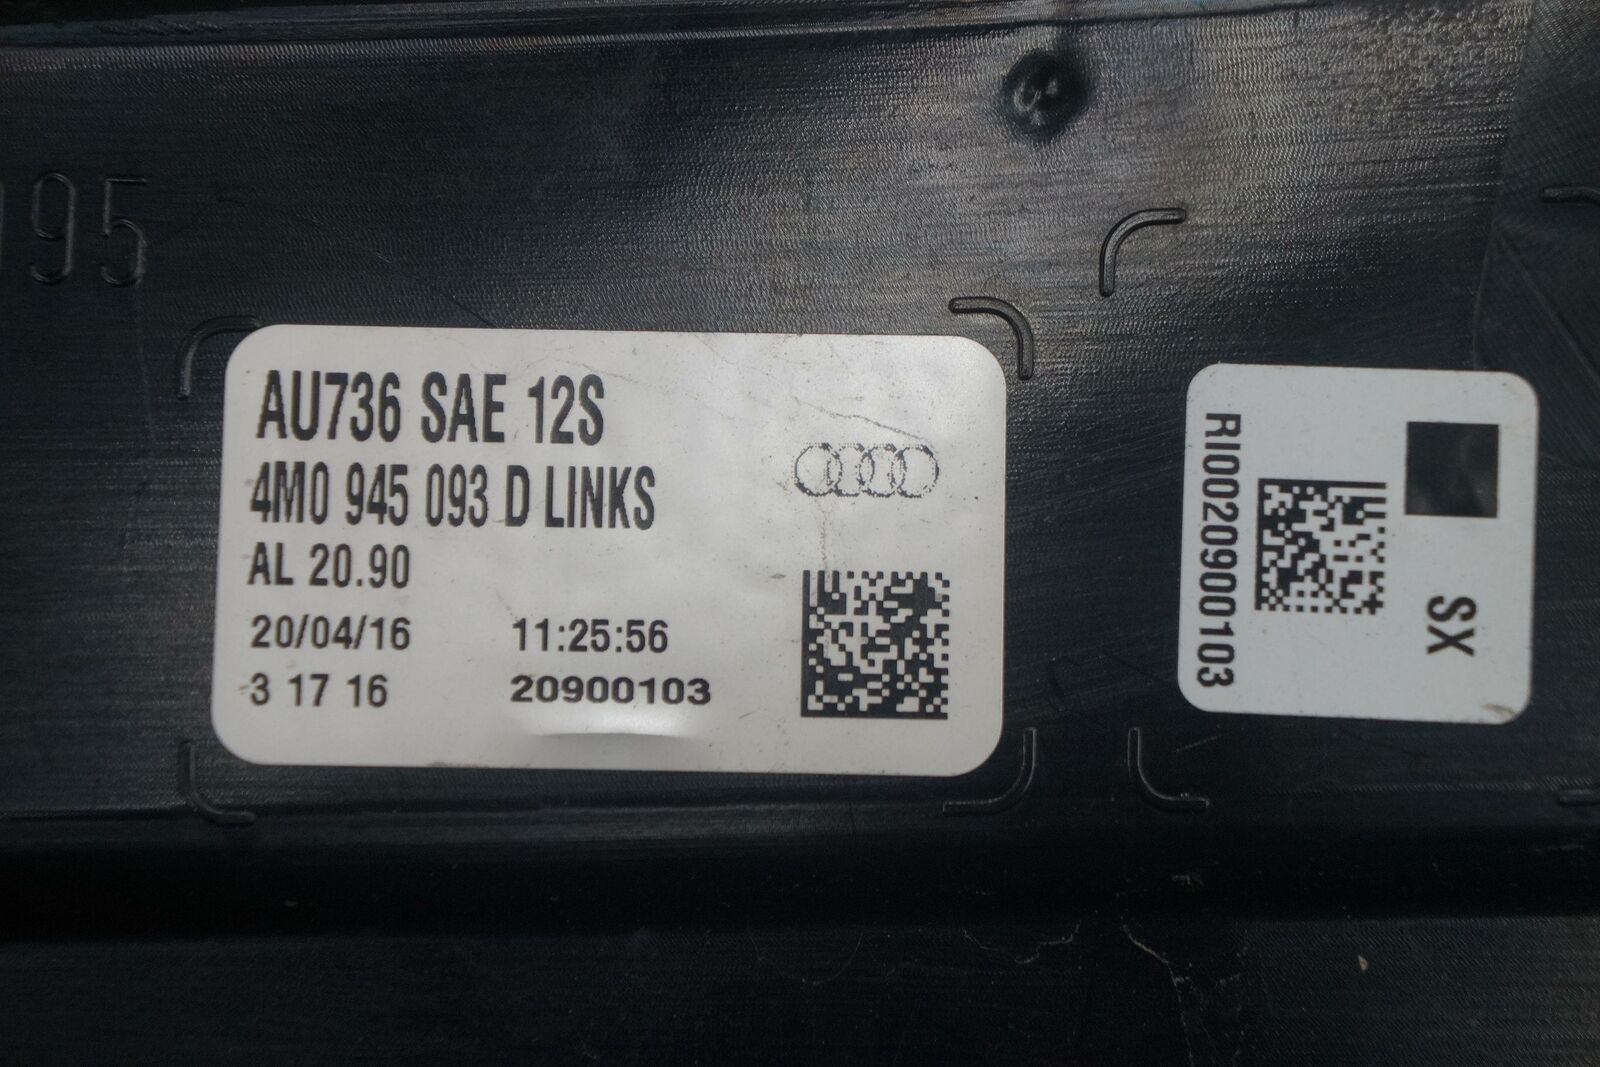 95
AU736 SAE 12S
4M0 945 093 D LINKS
AL 20.90
20/04/16 11:25:56
3 17 16 20900103
RI0020900103
SX